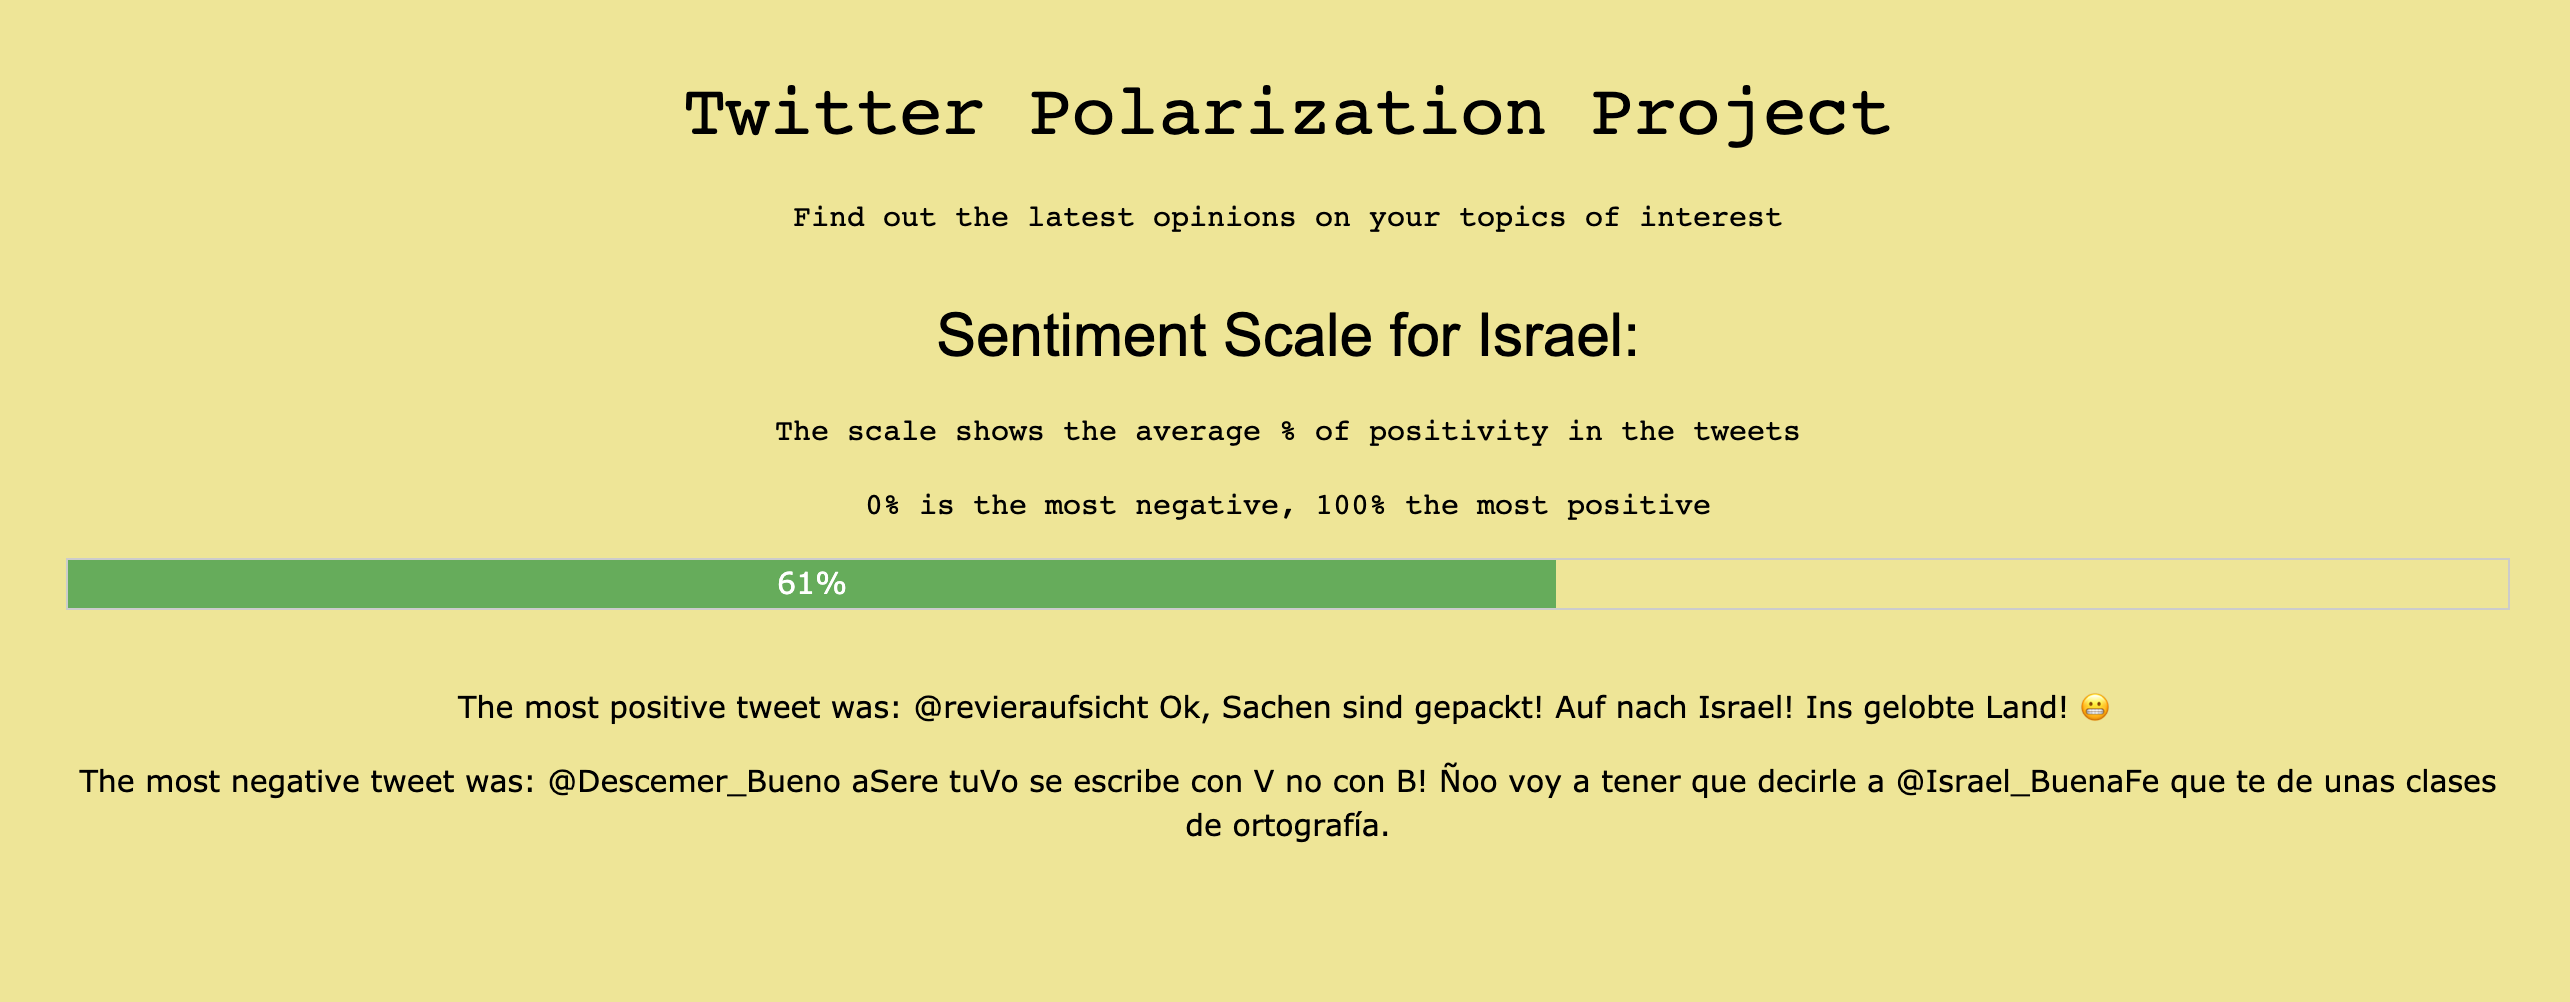 Twitter Polarization Project
Find out the latest opinions on your topics of interest
Sentiment Scale for Israel:
The scale shows the average % of positivity in the tweets
0% is the most negative, 100% the most positive
61%
The most positive tweet was: @revieraufsicht Ok, Sachen sind gepackt! Auf nach Israel! Ins gelobte Land! 😬
The most negative tweet was: @Descemer_Bueno aSere tuVo se escribe con V no con B! Ñoo voy a tener que decirle a @Israel_BuenaFe que te de unas clases
de ortografía.